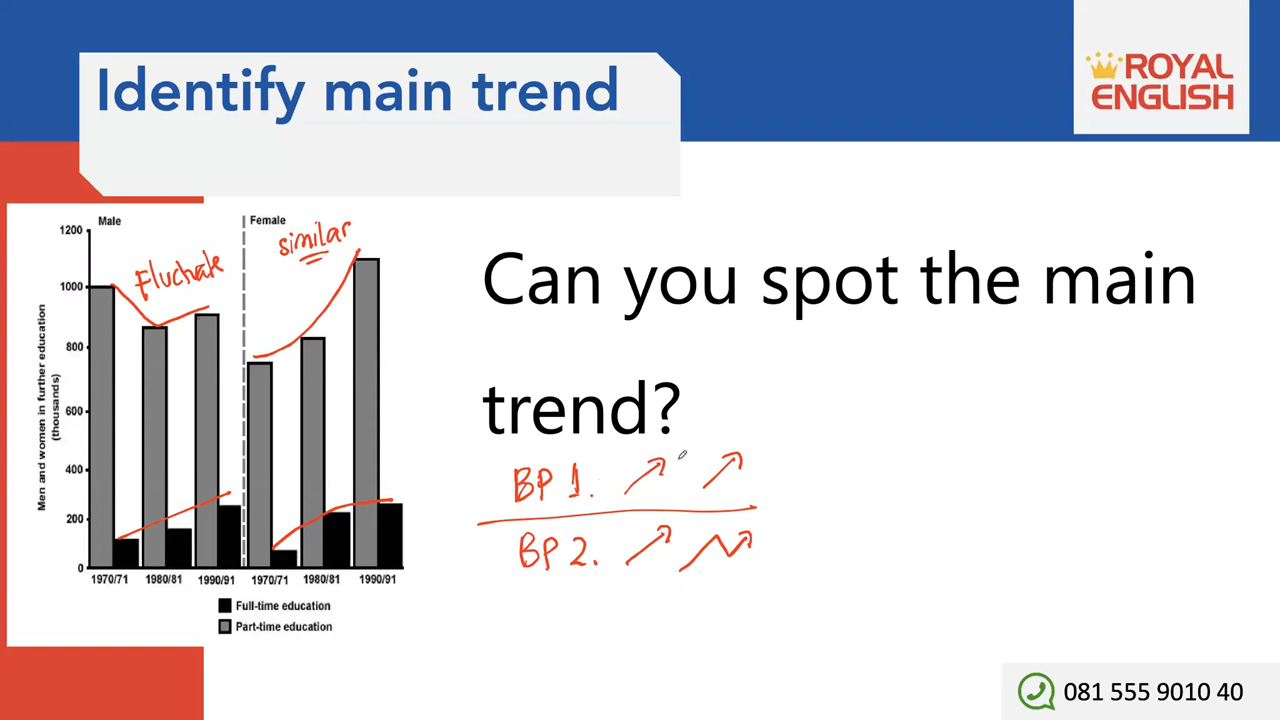 Identify main trend
ROYAL
ENGLISH
Male
Female
1200
1000
800
600
400
200
0
Men and women in further education
(thousands)
Fluctuate
similar
1970/71
1980/81
1990/91
1970/71
1980/81
1990/91
Full-time education
Part-time education
Can you spot the main
trend?
BP 1.
BP 2.
081 555 9010 40